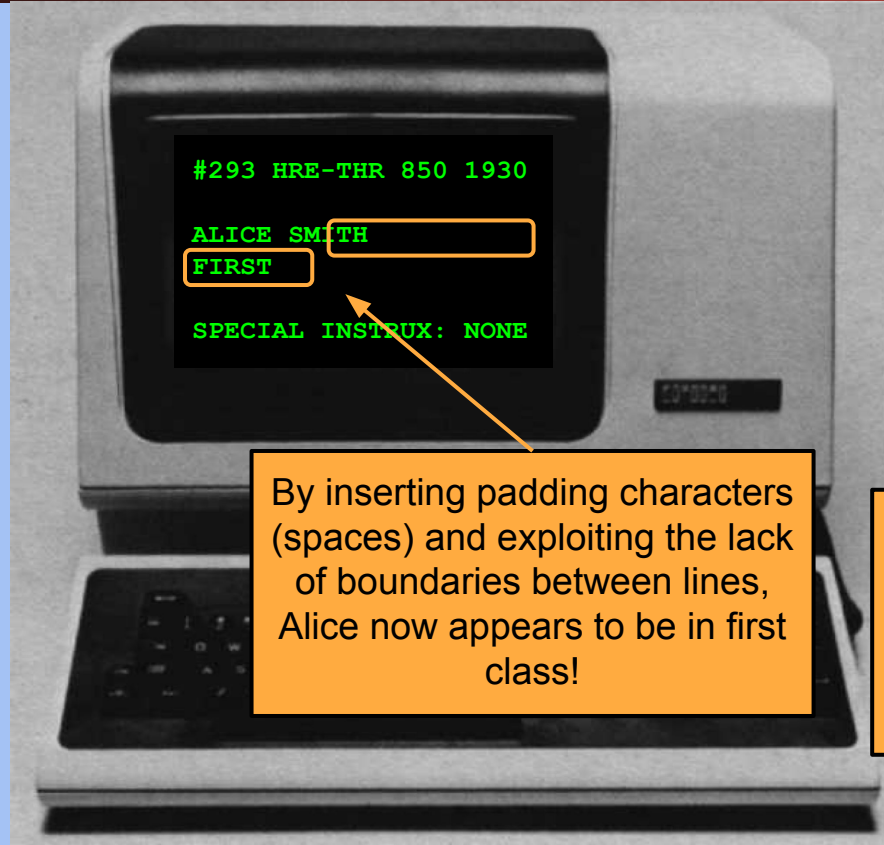 #293 HRE-THR 850 1930
ALICE SMITH
FIRST
SPECIAL INSTRUX: NONE
By inserting padding characters
(spaces) and exploiting the lack
of boundaries between lines,
Alice now appears to be in first
class!